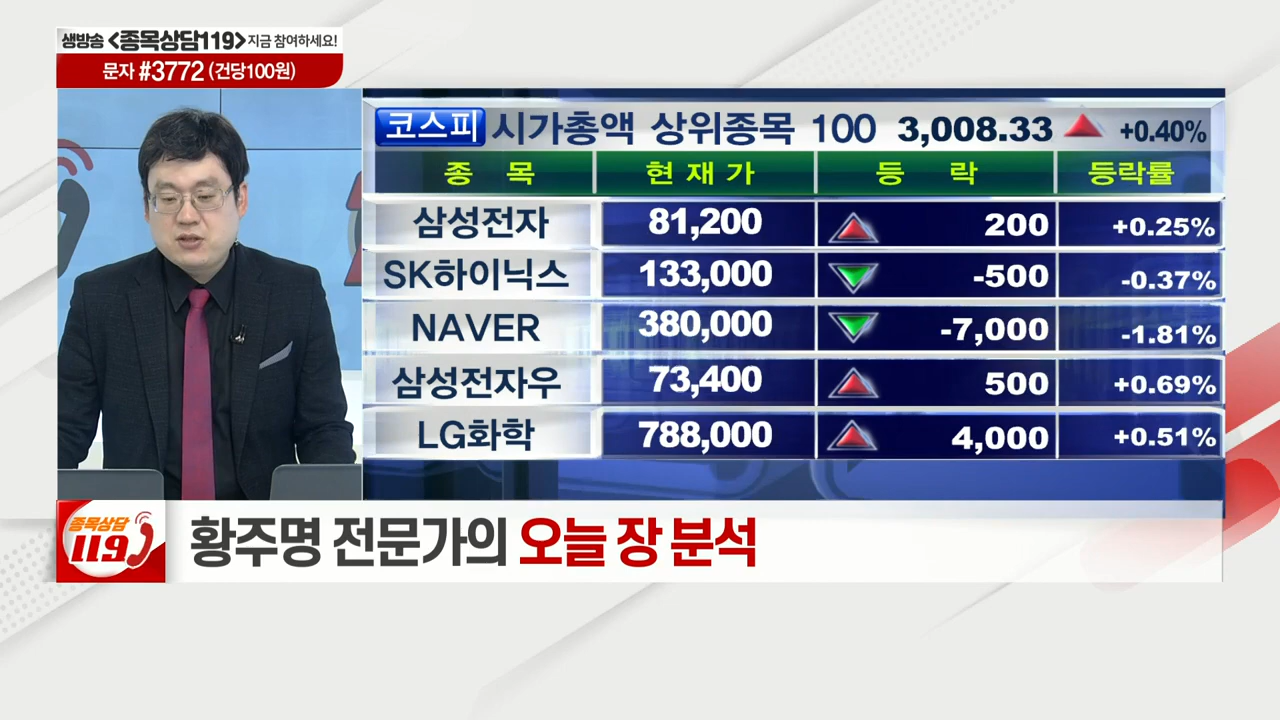 생방송 <종목상담119> 지금 참여하세요!
문자 #3772 (건당100원)
코스피 시가총액 상위종목 100 3,008.33 ▲ +0.40%
종 목 현 재 가 등 락 등락률
삼성전자 81,200 ▲ 200 +0.25%
SK하이닉스 133,000 ▼ -500 -0.37%
NAVER 380,000 ▼ -7,000 -1.81%
삼성전자우 73,400 ▲ 500 +0.69%
LG화학 788,000 ▲ 4,000 +0.51%
종목상담
119
황주명 전문가의 오늘 장 분석